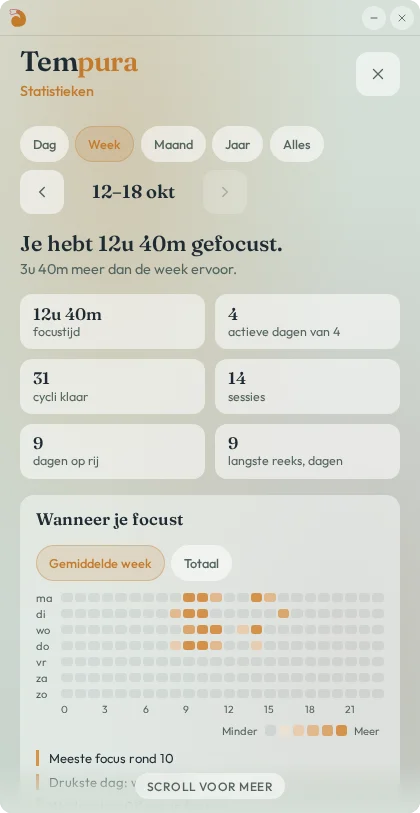 Tempura
Statistieken
Dag
Week
Maand
Jaar
Alles
12–18 okt
Je hebt 12u 40m gefocust.
3u 40m meer dan de week ervoor.
12u 40m
focustijd
4
actieve dagen van 4
31
cycli klaar
14
sessies
9
dagen op rij
9
langste reeks, dagen
Wanneer je focust
Gemiddelde week
Totaal
ma
di
wo
do
vr
za
zo
0 3 6 9 12 15 18 21
Minder
Meer
Meeste focus rond 10
Drukste dag:
SCROLL VOOR MEER